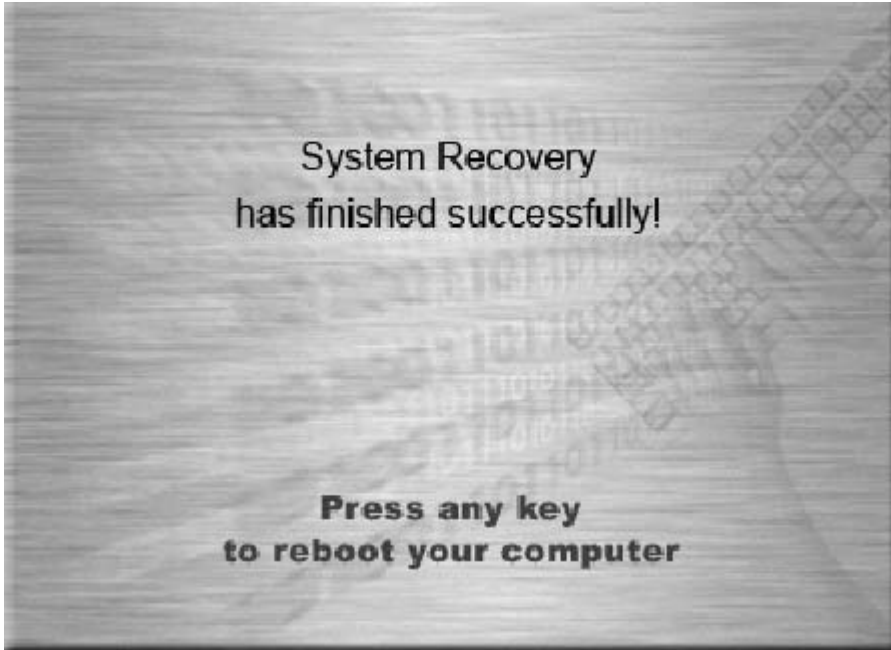 System Recovery
has finished successfully!
Press any key
to reboot your computer